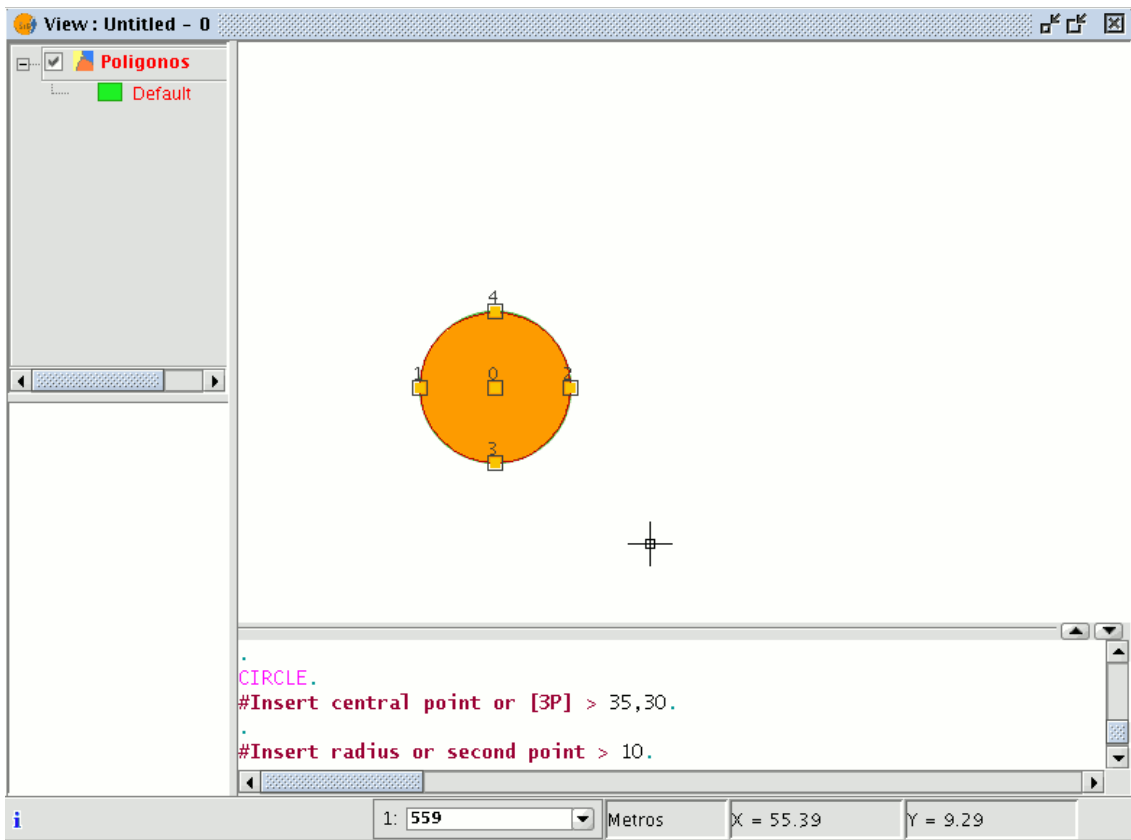 View : Untitled - 0
Poligonos
Default
4
1 0 2
3
.
CIRCLE.
#Insert central point or [3P] > 35,30.
.
#Insert radius or second point > 10.
i 1: 559 Metros X = 55.39 Y = 9.29